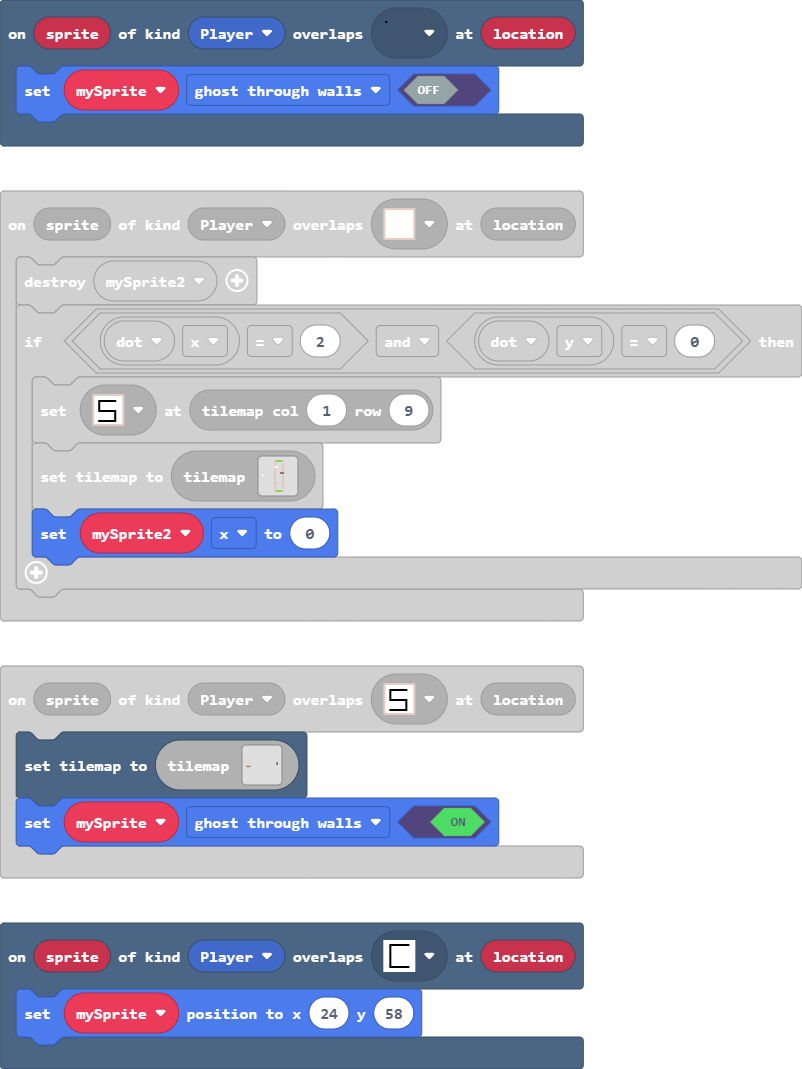 on sprite of kind Player overlaps at location
set mySprite ghost through walls OFF
on sprite of kind Player overlaps at location
destroy mySprite2
if dot x = 2 and dot y = 0 then
set S at tilemap col 1 row 9
set tilemap to tilemap
set mySprite2 x to 0
on sprite of kind Player overlaps S at location
set tilemap to tilemap
set mySprite ghost through walls ON
on sprite of kind Player overlaps C at location
set mySprite position to x 24 y 58